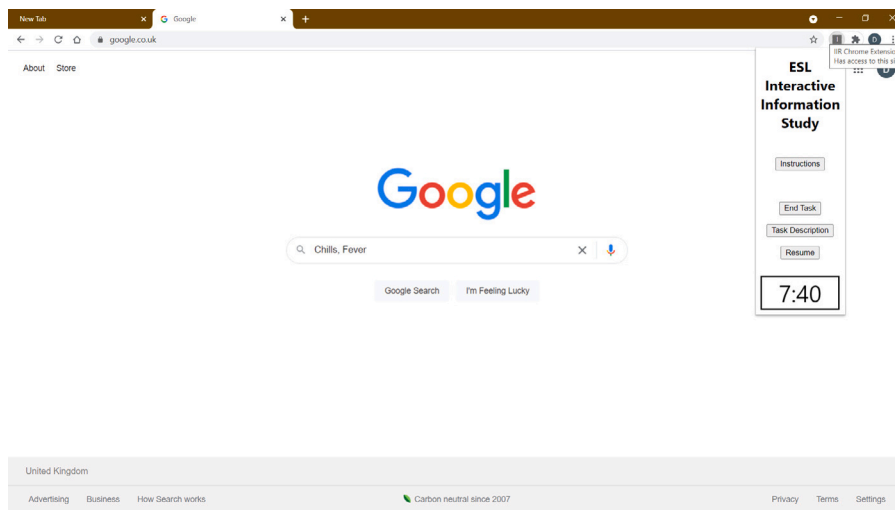 New Tab
Google
google.co.uk
IIR Chrome Extensio
Has access to this si
About Store
D
ESL
Interactive
Information
Study
Instructions
End Task
Task Description
Resume
7:40
Google
Chills, Fever
Google Search I'm Feeling Lucky
United Kingdom
Advertising Business How Search works Carbon neutral since 2007 Privacy Terms Settings